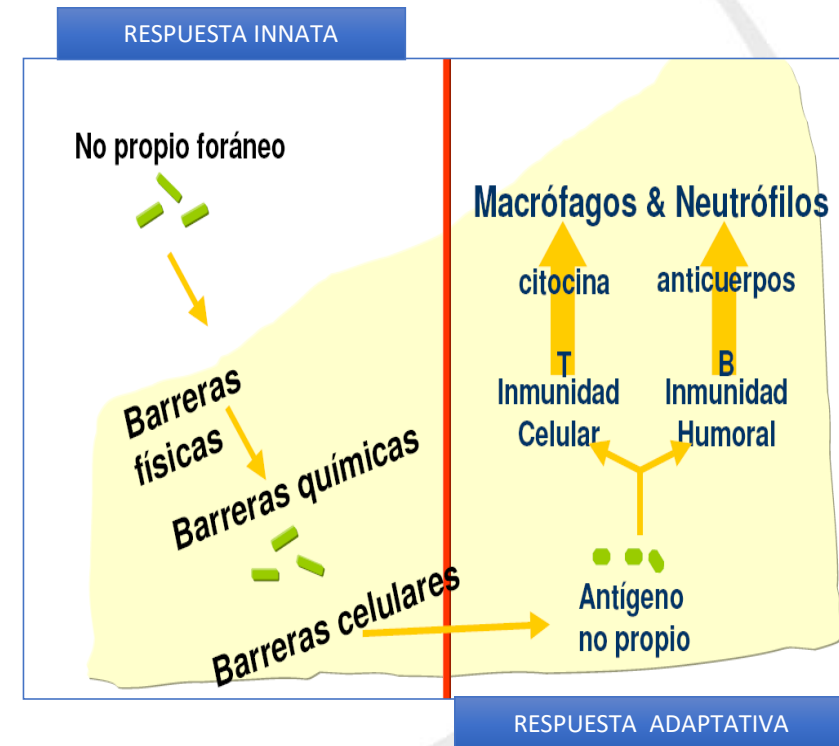 RESPUESTA INNATA
No propio foráneo
Barreras
físicas
Barreras químicas
Barreras celulares
Macrófagos & Neutrófilos
citocina
anticuerpos
T
Inmunidad
Celular
B
Inmunidad
Humoral
Antígeno
no propio
RESPUESTA ADAPTATIVA